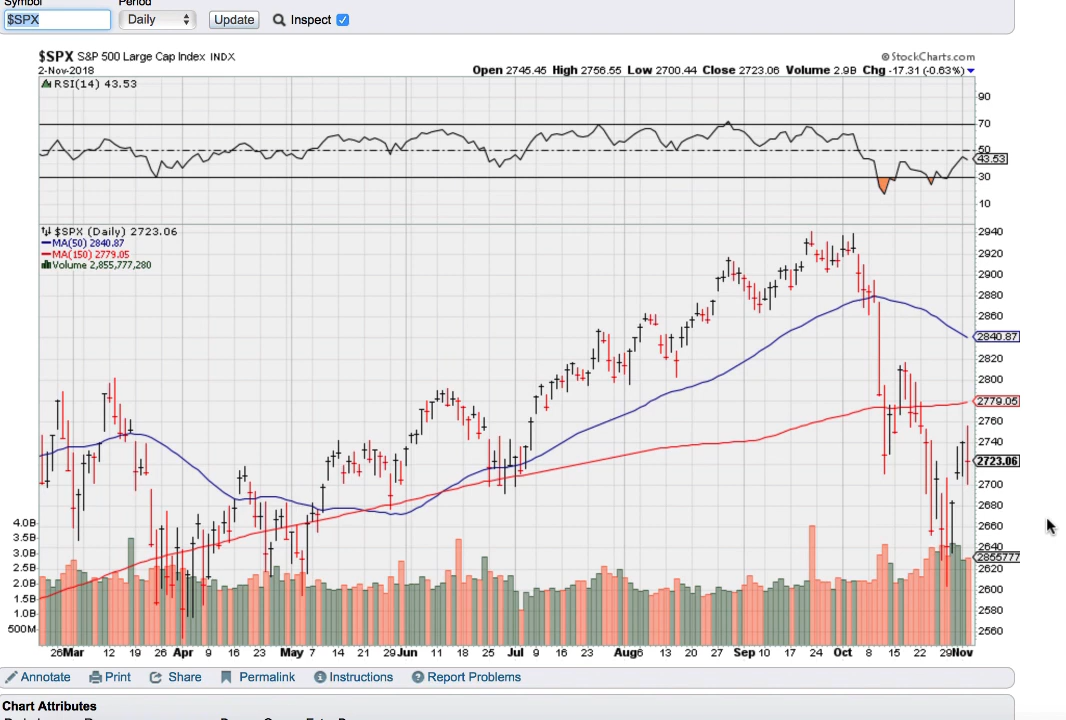 Symbol Period
$SPX Daily Update Inspect
$SPX S&P 500 Large Cap Index INDX © StockCharts.com
2-Nov-2018 Open 2745.45 High 2756.55 Low 2700.44 Close 2723.06 Volume 2.9B Chg -17.31 (-0.63%)
RSI(14) 43.53
90
70
50
43.53
30
10
$SPX (Daily) 2723.06
MA(50) 2840.87
MA(150) 2779.05
Volume 2,855,777,280
2940
2920
2900
2880
2860
2840.87
2820
2800
2779.05
2760
2740
2723.06
2700
2680
2660
2640
2855777
2620
2600
2580
2560
4.0B
3.5B
3.0B
2.5B
2.0B
1.5B
1.0B
500M
26 Mar 12 19 26 Apr 9 16 23 May 7 14 21 29 Jun 11 18 25 Jul 9 16 23 Aug 6 13 20 27 Sep 10 17 24 Oct 8 15 22 29 Nov
Annotate Print Share Permalink Instructions Report Problems
Chart Attributes